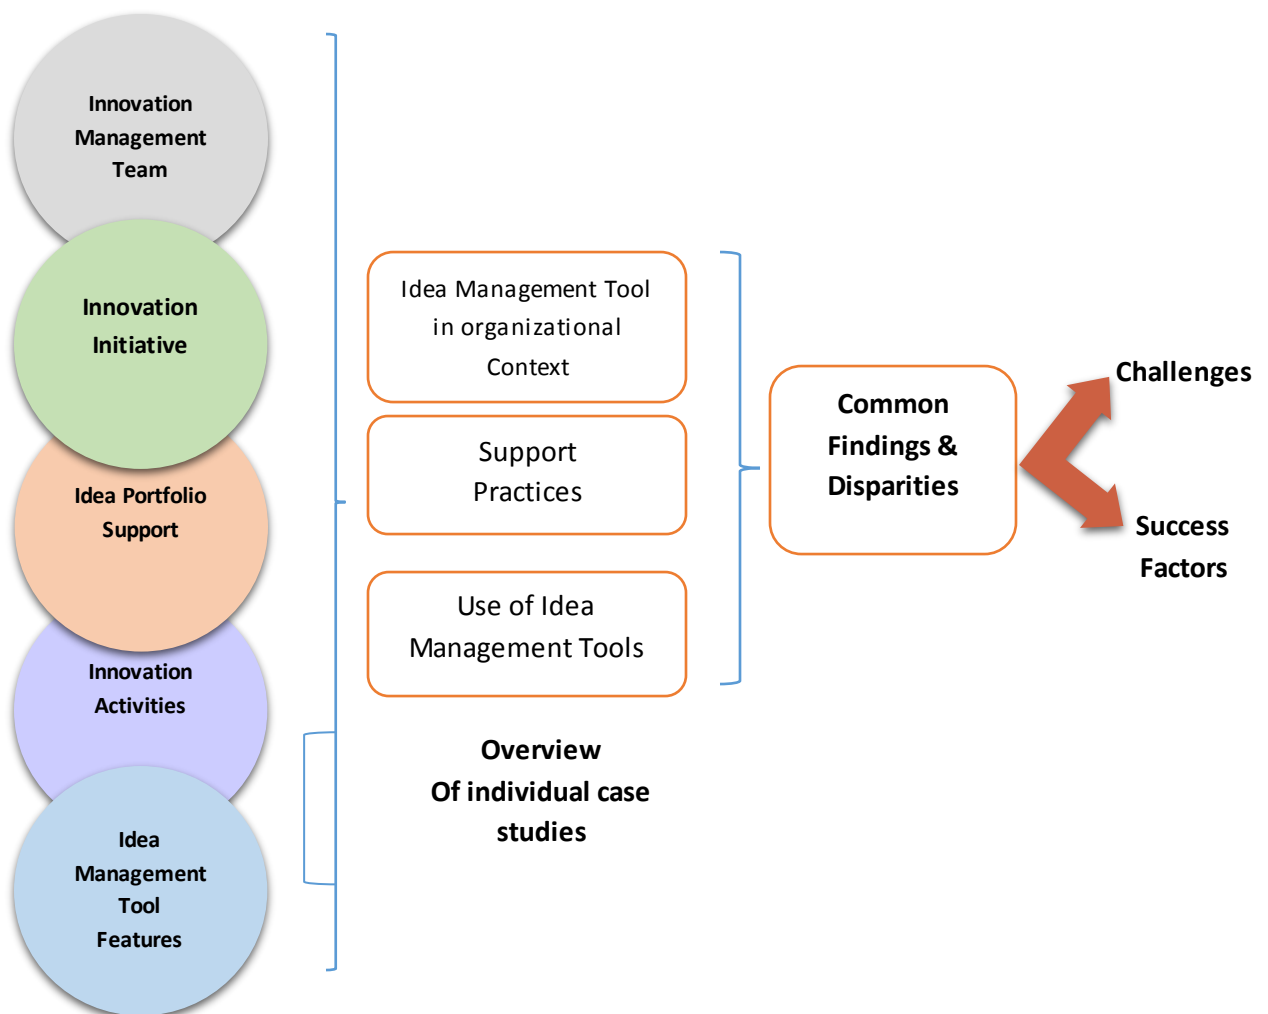 Innovation
Management
Team
Innovation
Initiative
Idea Portfolio
Support
Innovation
Activities
Idea
Management
Tool
Features
Idea Management Tool
in organizational
Context
Support
Practices
Use of Idea
Management Tools
Overview
Of individual case
studies
Common
Findings &
Disparities
Challenges
Success
Factors